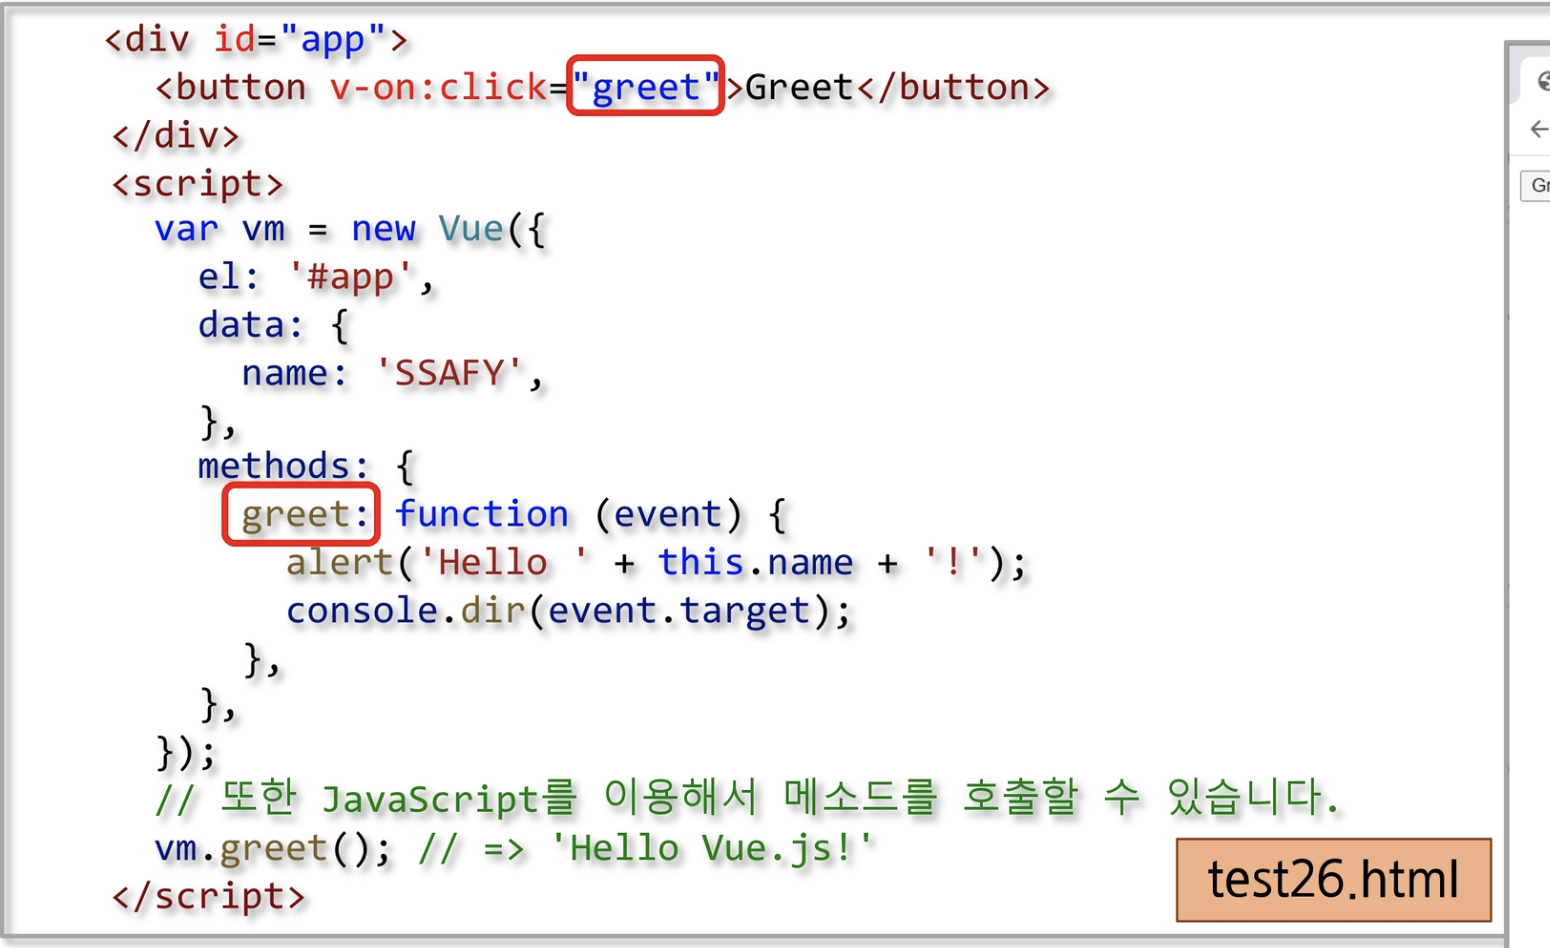 <div id="app">
<button v-on:click="greet">Greet</button>
</div>
<script>
var vm = new Vue({
el: '#app',
data: {
name: 'SSAFY',
},
methods: {
greet: function (event) {
alert('Hello ' + this.name + '!');
console.dir(event.target);
},
},
});
// 또한 JavaScript를 이용해서 메소드를 호출할 수 있습니다.
vm.greet(); // => 'Hello Vue.js!'
</script>
test26.html